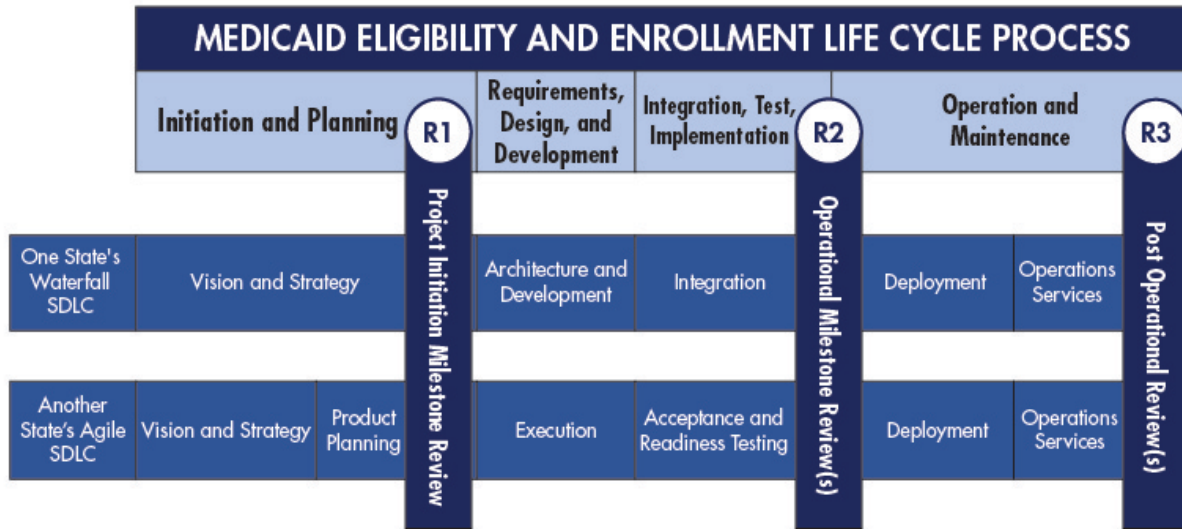 MEDICAID ELIGIBILITY AND ENROLLMENT LIFE CYCLE PROCESS
Initiation and Planning
R1
Requirements,
Design, and
Development
Integration, Test,
Implementation
R2
Operation and
Maintenance
R3
Project Initiation Milestone Review
Operational Milestone Review(s)
Post Operational Review(s)
One State's
Waterfall
SDLC
Vision and Strategy
Architecture and
Development
Integration
Deployment
Operations
Services
Another
State’s Agile
SDLC
Vision and Strategy
Product
Planning
Execution
Acceptance and
Readiness Testing
Deployment
Operations
Services